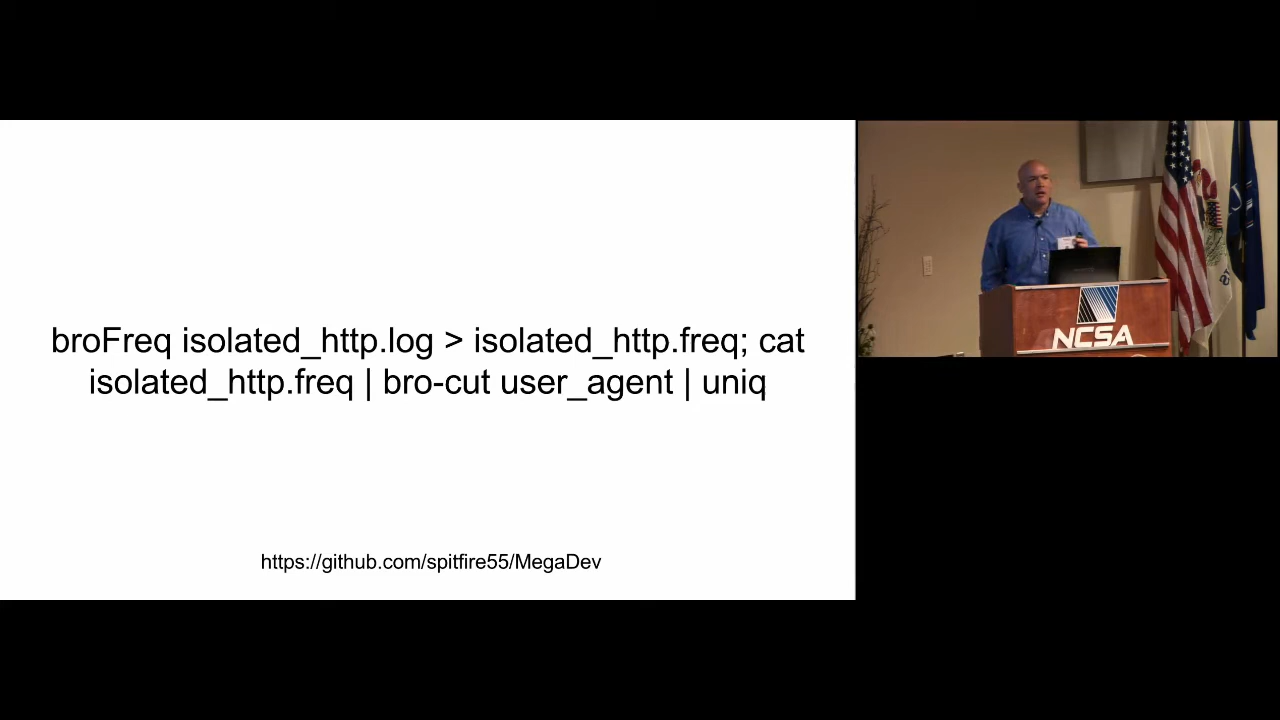 broFreq isolated_http.log > isolated_http.freq; cat
isolated_http.freq | bro-cut user_agent | uniq
https://github.com/spitfire55/MegaDev
NCSA